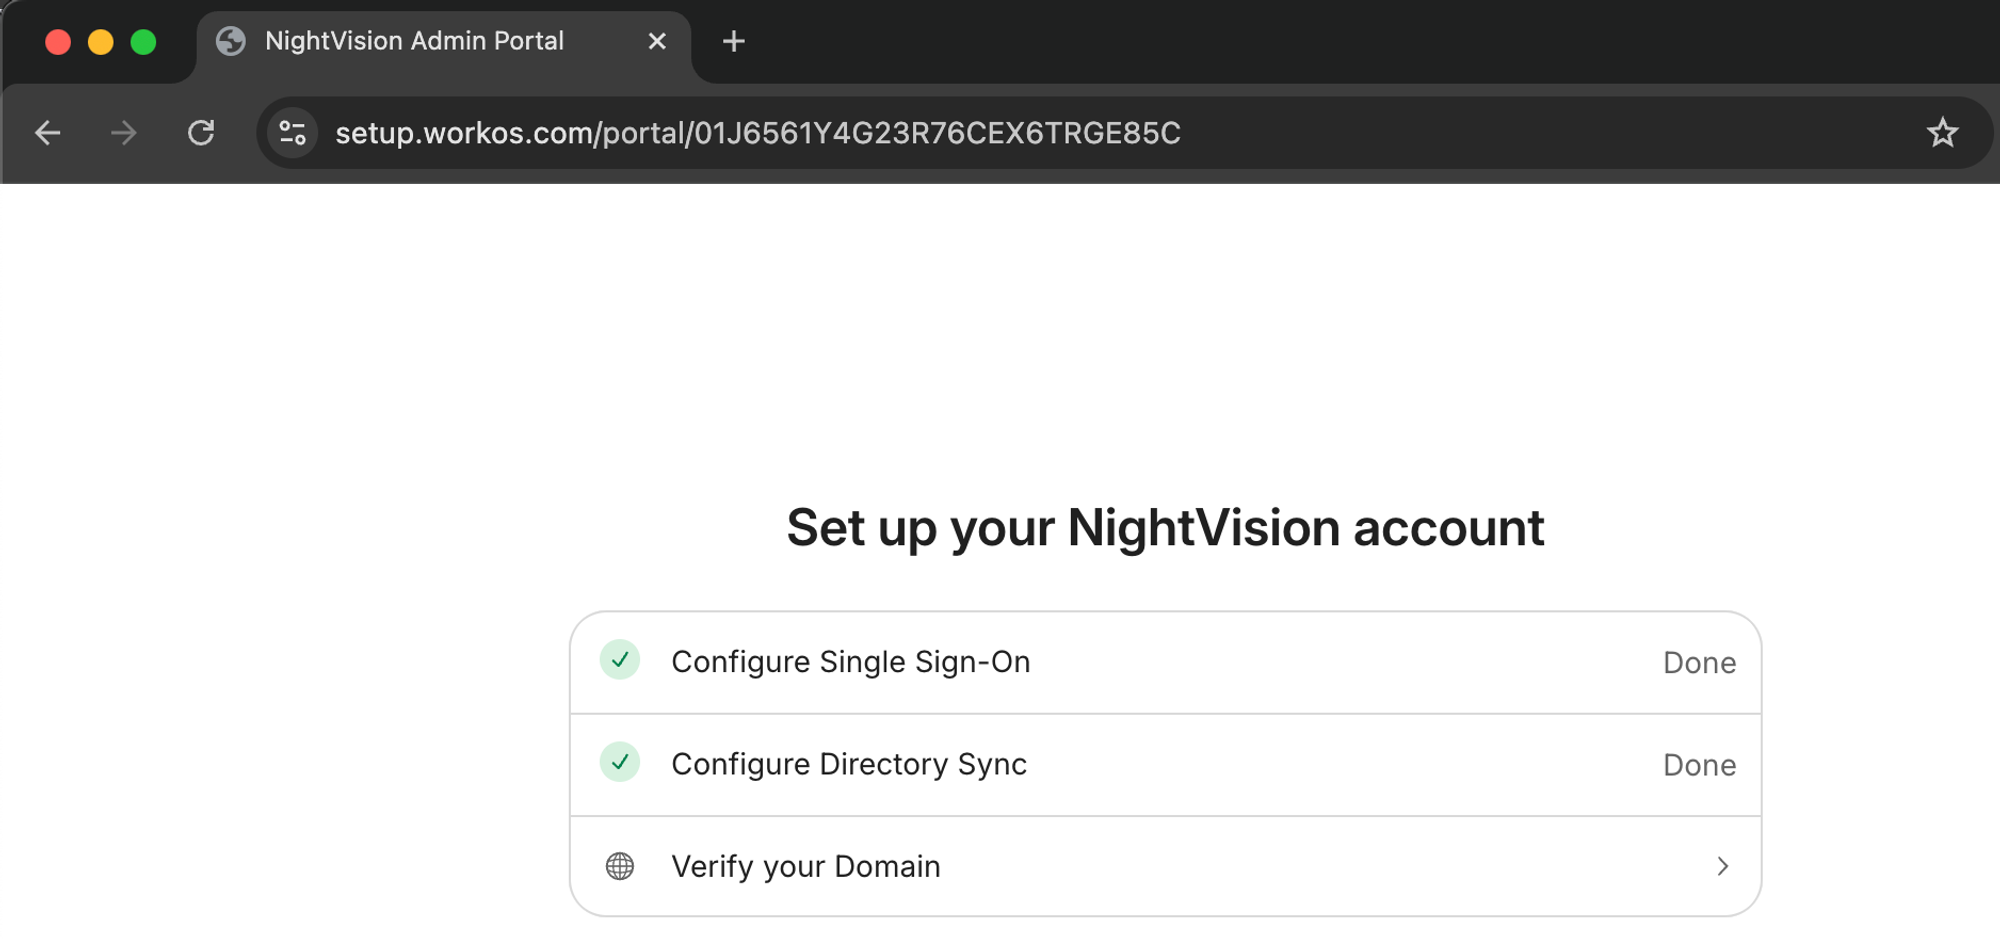 NightVision Admin Portal
setup.workos.com/portal/01J6561Y4G23R76CEX6TRGE85C
Set up your NightVision account
Configure Single Sign-On Done
Configure Directory Sync Done
Verify your Domain